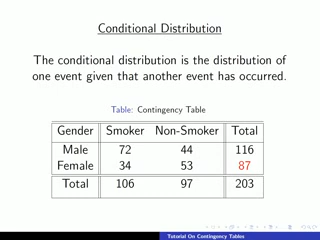 Conditional Distribution
The conditional distribution is the distribution of
one event given that another event has occurred.
Table: Contingency Table
Gender Smoker Non-Smoker Total
Male 72 44 116
Female 34 53 87
Total 106 97 203
Tutorial On Contingency Tables